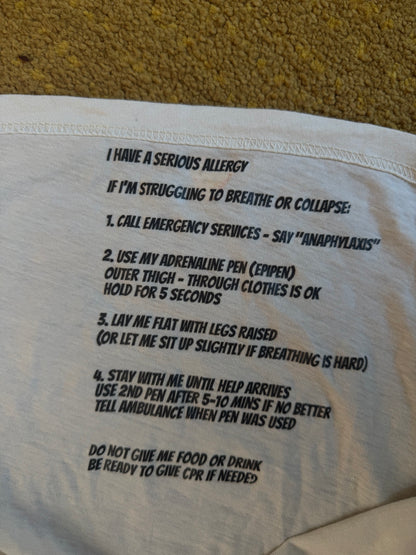 I HAVE A SERIOUS ALLERGY
IF I'M STRUGGLING TO BREATHE OR COLLAPSE:
1. CALL EMERGENCY SERVICES - SAY "ANAPHYLAXIS"
2. USE MY ADRENALINE PEN (EPIPEN)
OUTER THIGH - THROUGH CLOTHES IS OK
HOLD FOR 5 SECONDS
3. LAY ME FLAT WITH LEGS RAISED
(OR LET ME SIT UP SLIGHTLY IF BREATHING IS HARD)
4. STAY WITH ME UNTIL HELP ARRIVES
USE 2ND PEN AFTER 5-10 MINS IF NO BETTER
TELL AMBULANCE WHEN PEN WAS USED
DO NOT GIVE ME FOOD OR DRINK
BE READY TO GIVE CPR IF NEEDED